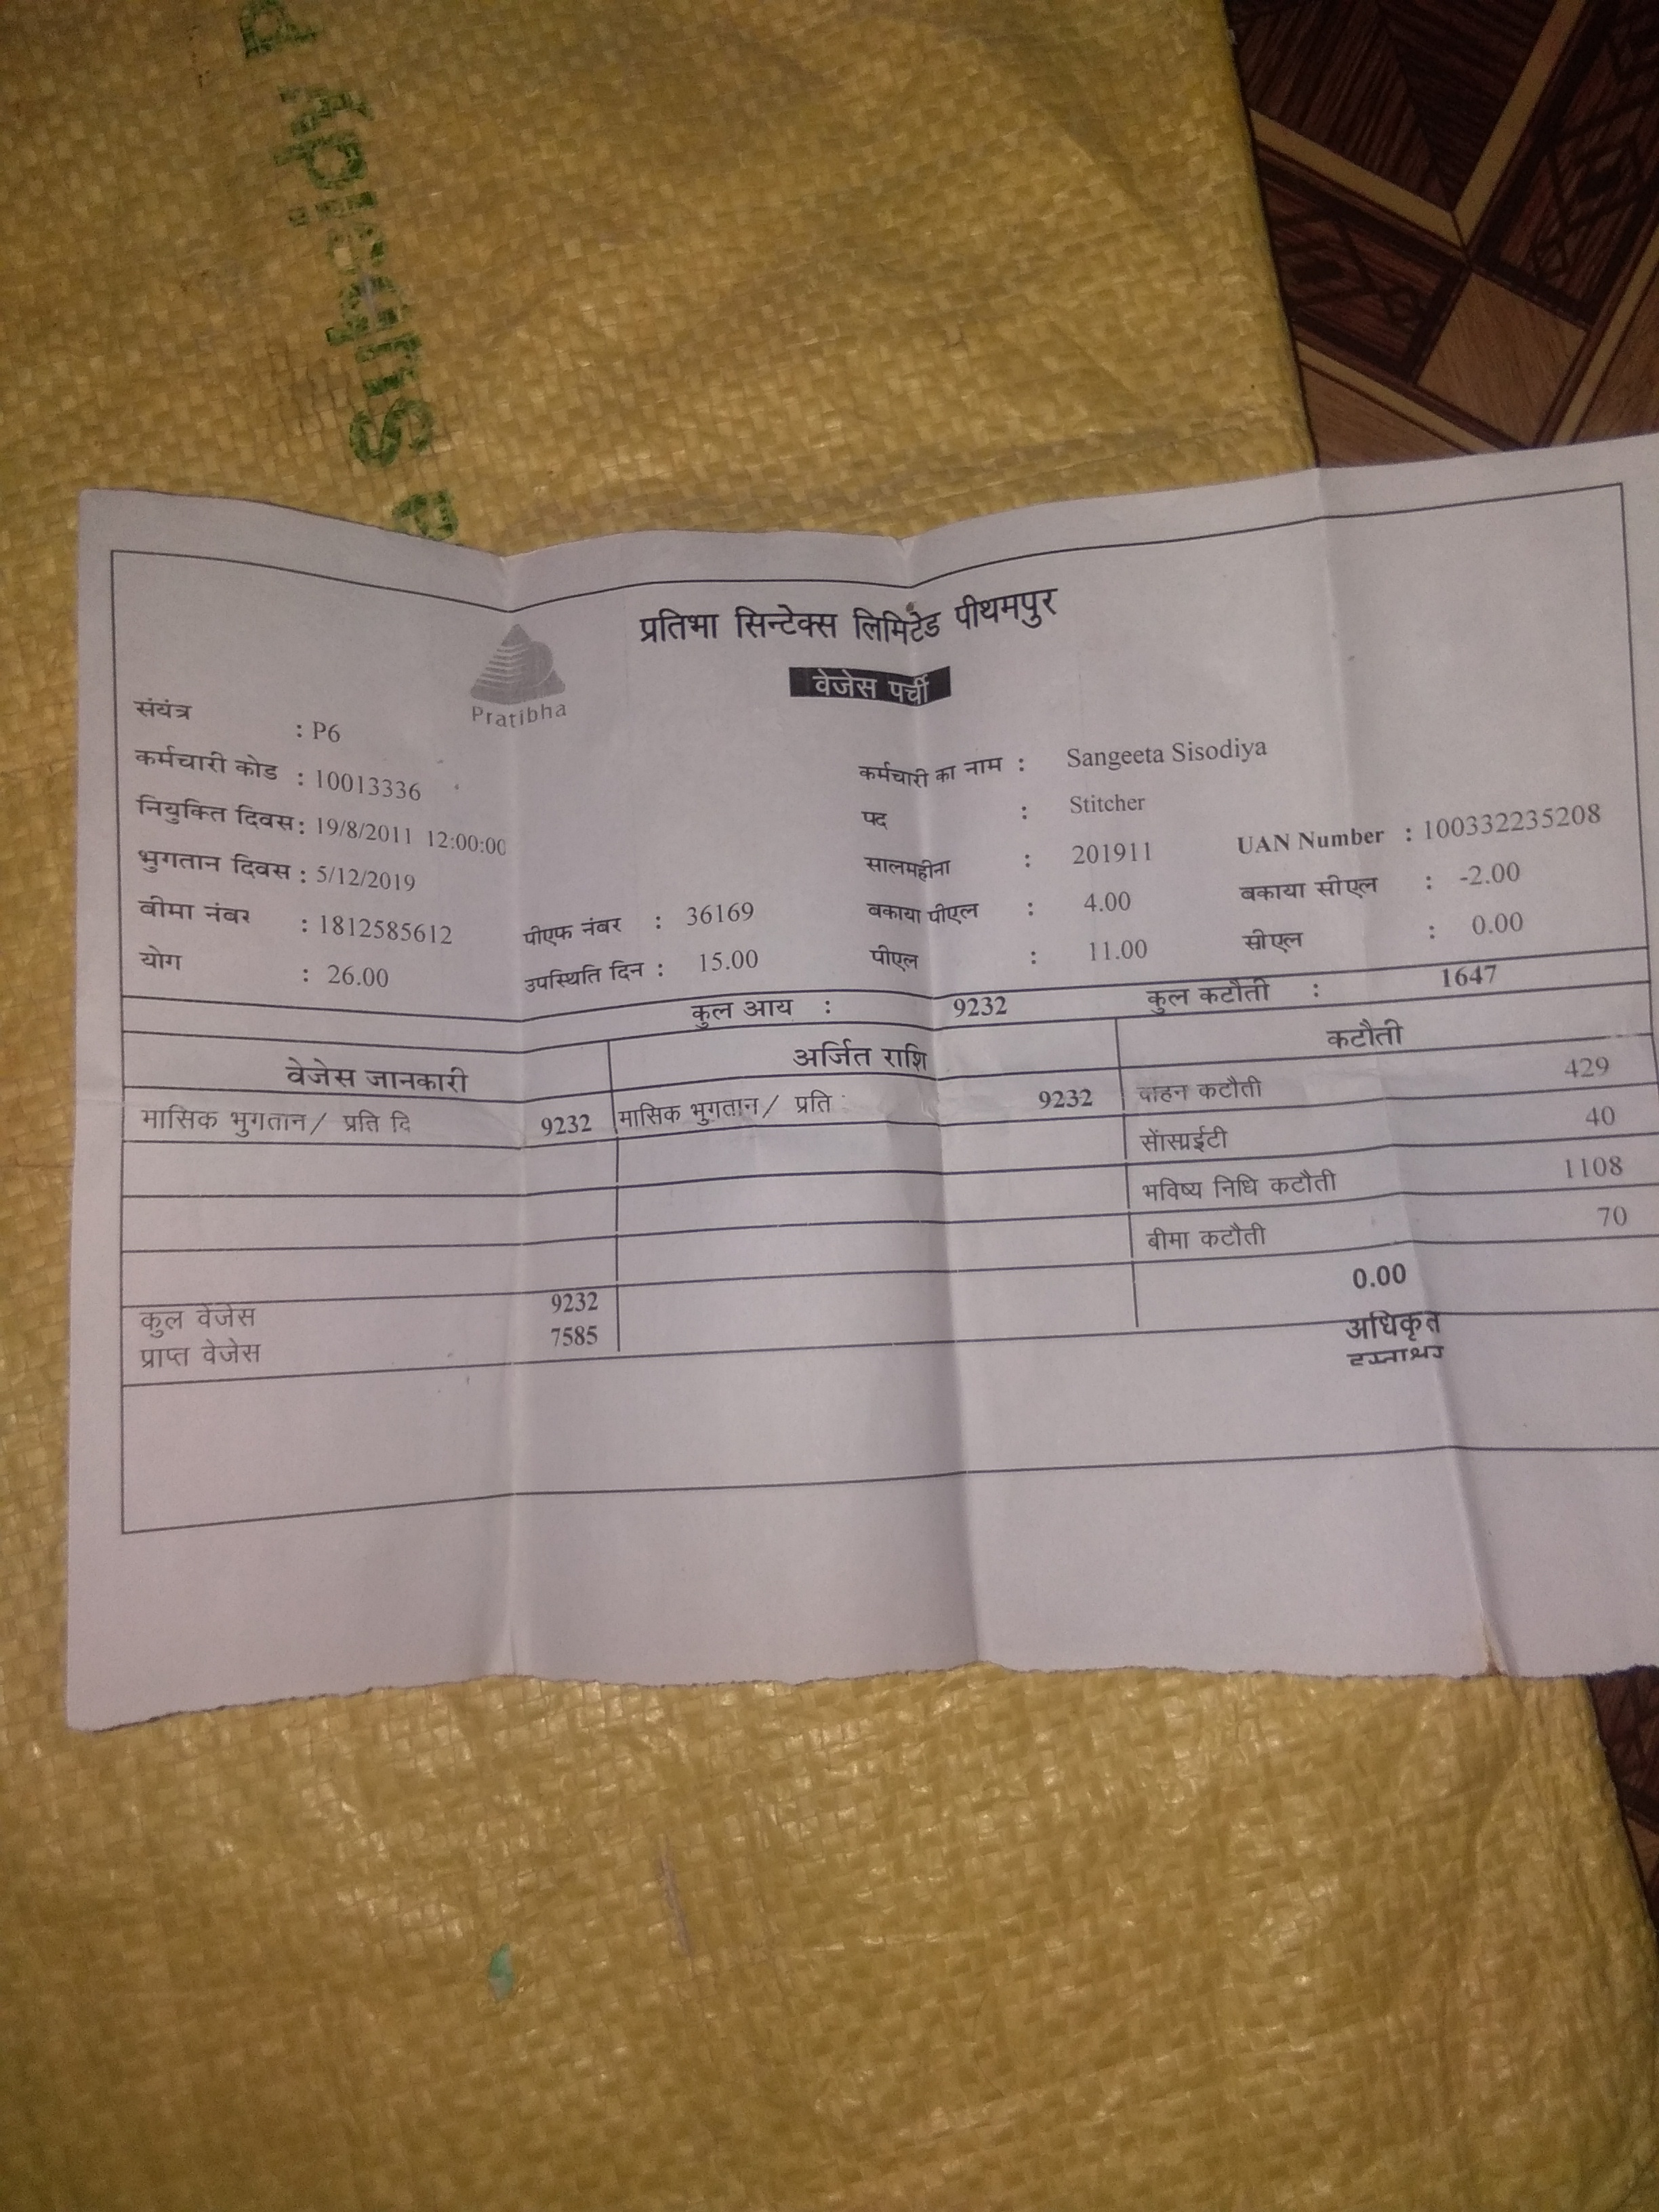 a Subsidy P
प्रतिभा सिन्टेक्स लिमिटेड पीथमपुर
Pratibha
वेजेस पर्ची
संयंत्र : P6
कर्मचारी कोड : 10013336 कर्मचारी का नाम : Sangeeta Sisodiya
नियुक्ति दिवस : 19/8/2011 12:00:00 पद : Stitcher
भुगतान दिवस : 5/12/2019 सालमहीना : 201911 UAN Number : 100332235208
बीमा नंबर : 1812585612 पीएफ नंबर : 36169 बकाया पीएल : 4.00 बकाया सीएल : -2.00
योग : 26.00 उपस्थिति दिन : 15.00 पीएल : 11.00 सीएल : 0.00
कुल आय : 9232 कुल कटौती : 1647
वेजेस जानकारी अर्जित राशि कटौती
मासिक भुगतान/ प्रति दि 9232 मासिक भुगतान/ प्रति 9232 वाहन कटौती 429
सोसाईटी 40
भविष्य निधि कटौती 1108
बीमा कटौती 70
कुल वेजेस 9232 0.00
प्राप्त वेजेस 7585 अधिकृत
हस्ताक्षर